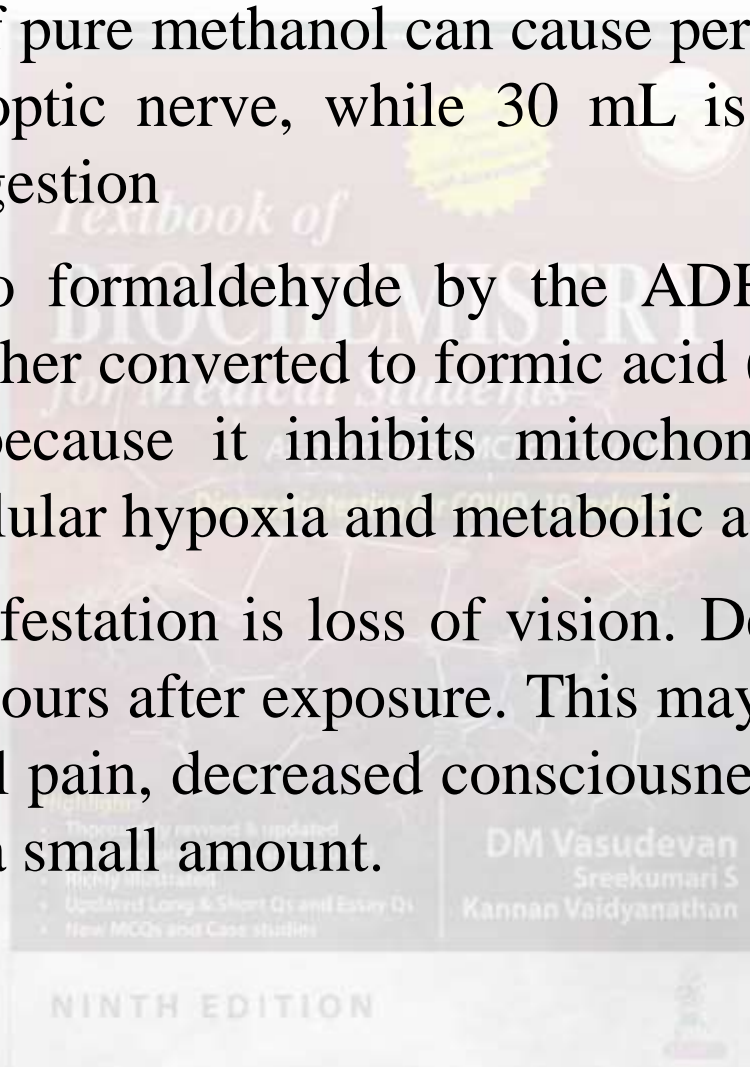 f pure methanol can cause per
optic nerve, while 30 mL is
gestion
Textbook of
o formaldehyde by the ADH
BIOCHEMISTRY
her converted to formic acid (
for Medical Students
because it inhibits mitochon
lular hypoxia and metabolic a
festation is loss of vision. De
ours after exposure. This may
l pain, decreased consciousne
Highlights
• Thoroughly revised & updated
a small amount.
• Richly illustrated
• Updated Long & Short Qs and Essay Qs
• New MCQs and Case studies
DM Vasudevan
Sreekumari S
Kannan Vaidyanathan
NINTH EDITION